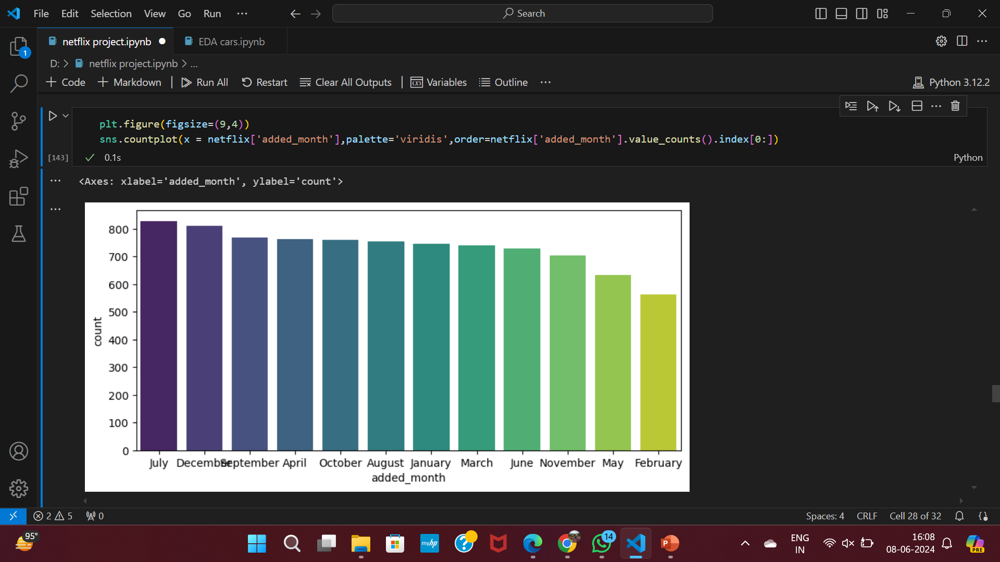 File Edit Selection View Go Run ...
Search
netflix project.ipynb
EDA cars.ipynb
1
D: > netflix project.ipynb > ...
+ Code + Markdown | Run All Restart Clear All Outputs | Variables Outline ...
Python 3.12.2
plt.figure(figsize=(9,4))
sns.countplot(x = netflix['added_month'],palette='viridis',order=netflix['added_month'].value_counts().index[0:])
[143] ✓ 0.1s
Python
<Axes: xlabel='added_month', ylabel='count'>
800
700
600
500
400
300
200
100
0
count
July December September April October August January March June November May February
added_month
2 5 0
Spaces: 4 CRLF Cell 28 of 32
95°
myhp
14
P
ENG
IN
16:08
08-06-2024
PRE